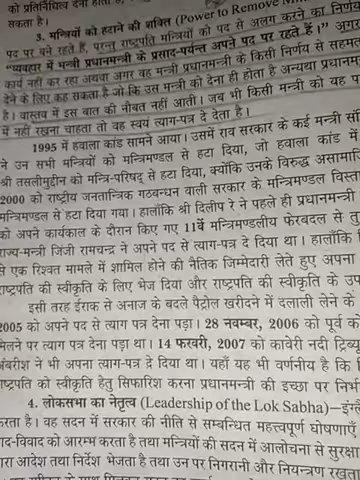 को प्रतिनिधित्व देना होता है,
3. मन्त्रियों को हटाने की शक्ति (Power to Remove Min
को पद से अलग करने का निर्णय
पद पर बने रहते हैं, परन्तु राष्ट्रपति मन्त्रियों को
"व्यवहार में मन्त्री प्रधानमन्त्री के प्रसाद-पर्यन्त अपने पद पर रहते हैं।" अगर
कार्य नहीं कर रहा अथवा अगर वह मन्त्री प्रधानमन्त्री के किसी निर्णय से सहमत
देने के लिए कह सकता है जो कि उस मन्त्री को देना ही होता है अन्यथा प्रधानम
है। वास्तव में इस बात की नौबत नहीं आती। जब भी किसी मन्त्री को यह प
में नहीं रखना चाहता तो वह स्वयं त्याग-पत्र दे देता है।
1995 में हवाला कांड सामने आया। उसमें राव सरकार के कई मन्त्री सं
ने उन सभी मन्त्रियों को मन्त्रिमण्डल से हटा दिया, जो हवाला कांड में
श्री तसलीमुद्दीन को मन्त्रि-परिषद् से हटा दिया, क्योंकि उनके विरुद्ध असामाि
2000 को राष्ट्रीय जनतान्त्रिक गठबन्धन वाली सरकार के मन्त्रिमण्डल विस्ता
मन्त्रिमण्डल से हटा दिया गया। हालाँकि श्री दिलीप रे ने पहले ही प्रधानमन्त्री
को अपने कार्यकाल के दौरान किए गए 11वें मन्त्रिमण्डलीय फेरबदल से तु
राज्य-मन्त्री जिंजी रामचन्द्र ने अपने पद से त्याग-पत्र दे दिया था। हालाँकि
से एक रिश्वत मामले में शामिल होने की नैतिक जिम्मेदारी लेते हुए अपना
राष्ट्रपति की स्वीकृति के लिए भेज दिया और राष्ट्रपति की स्वीकृति के उप
इसी तरह ईराक से अनाज के बदले पैट्रोल खरीदने में दलाली लेने के
2005 को अपने पद से त्याग पत्र देना पड़ा। 28 नवम्बर, 2006 को पूर्व को
मिलने पर त्याग पत्र देना पड़ा था। 14 फरवरी, 2007 को कावेरी नदी ट्रिब्यू
अंबरीश ने भी अपना त्याग-पत्र दे दिया था। यहाँ यह भी वर्णनीय है कि
राष्ट्रपति को स्वीकृति हेतु सिफारिश करना प्रधानमन्त्री की इच्छा पर निर्भ
4. लोकसभा का नेतृत्व (Leadership of the Lok Sabha)
करता है। वह सदन में सरकार की नीति से सम्बन्धित महत्त्वपूर्ण घोषणाएँ
वाद-विवाद को आरम्भ करता है तथा मन्त्रियों की सदन में आलोचना से सुरक्षा
द्वारा आदेश तथा निर्देश भेजता है तथा उन पर निगरानी और नियन्त्रण रखता